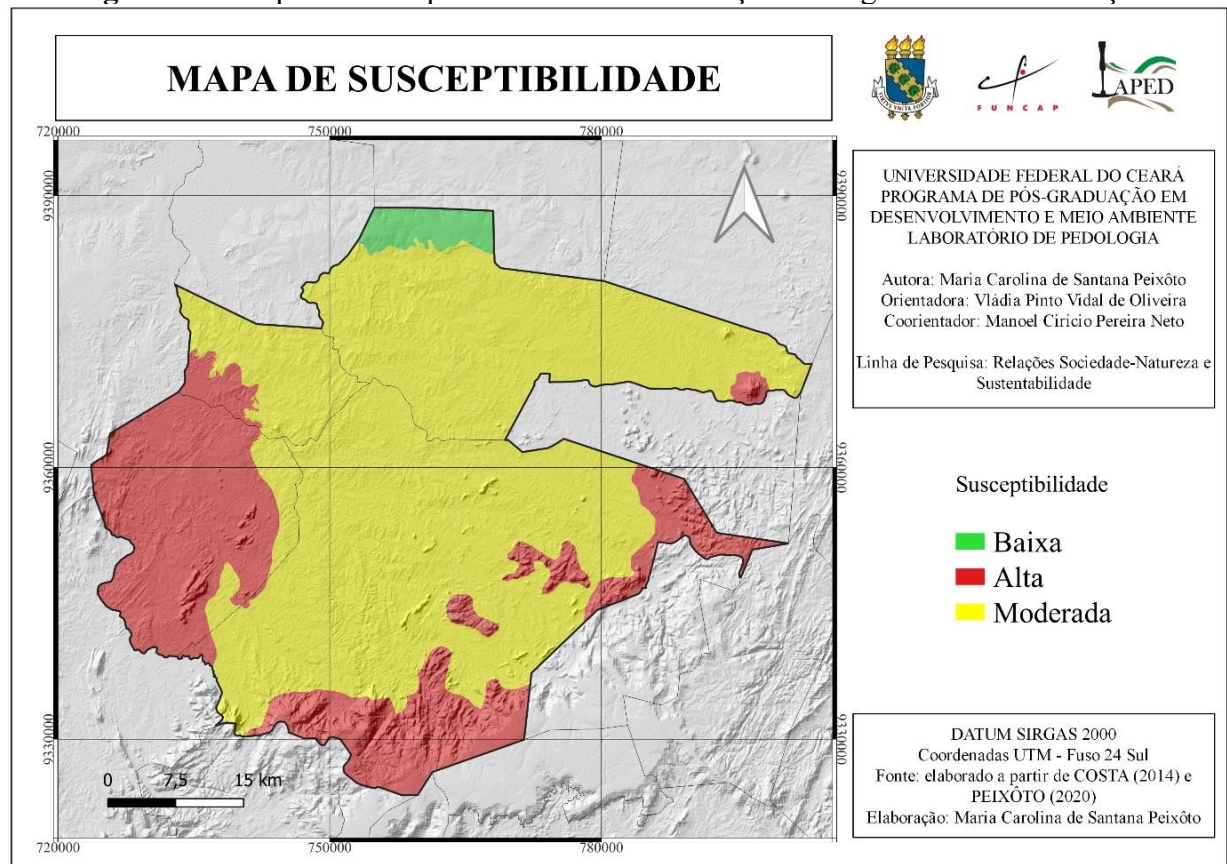 MAPA DE SUSCEPTIBILIDADE
FUNCAP
LAPED
720000
750000
780000
9390000
9390000
9360000
9360000
9330000
9330000
0 7,5 15 km
720000
750000
780000
UNIVERSIDADE FEDERAL DO CEARÁ
PROGRAMA DE PÓS-GRADUAÇÃO EM
DESENVOLVIMENTO E MEIO AMBIENTE
LABORATÓRIO DE PEDOLOGIA
Autora: Maria Carolina de Santana Peixôto
Orientadora: Vládia Pinto Vidal de Oliveira
Coorientador: Manoel Cirício Pereira Neto
Linha de Pesquisa: Relações Sociedade-Natureza e
Sustentabilidade
Susceptibilidade
Baixa
Alta
Moderada
DATUM SIRGAS 2000
Coordenadas UTM - Fuso 24 Sul
Fonte: elaborado a partir de COSTA (2014) e
PEIXÔTO (2020)
Elaboração: Maria Carolina de Santana Peixôto